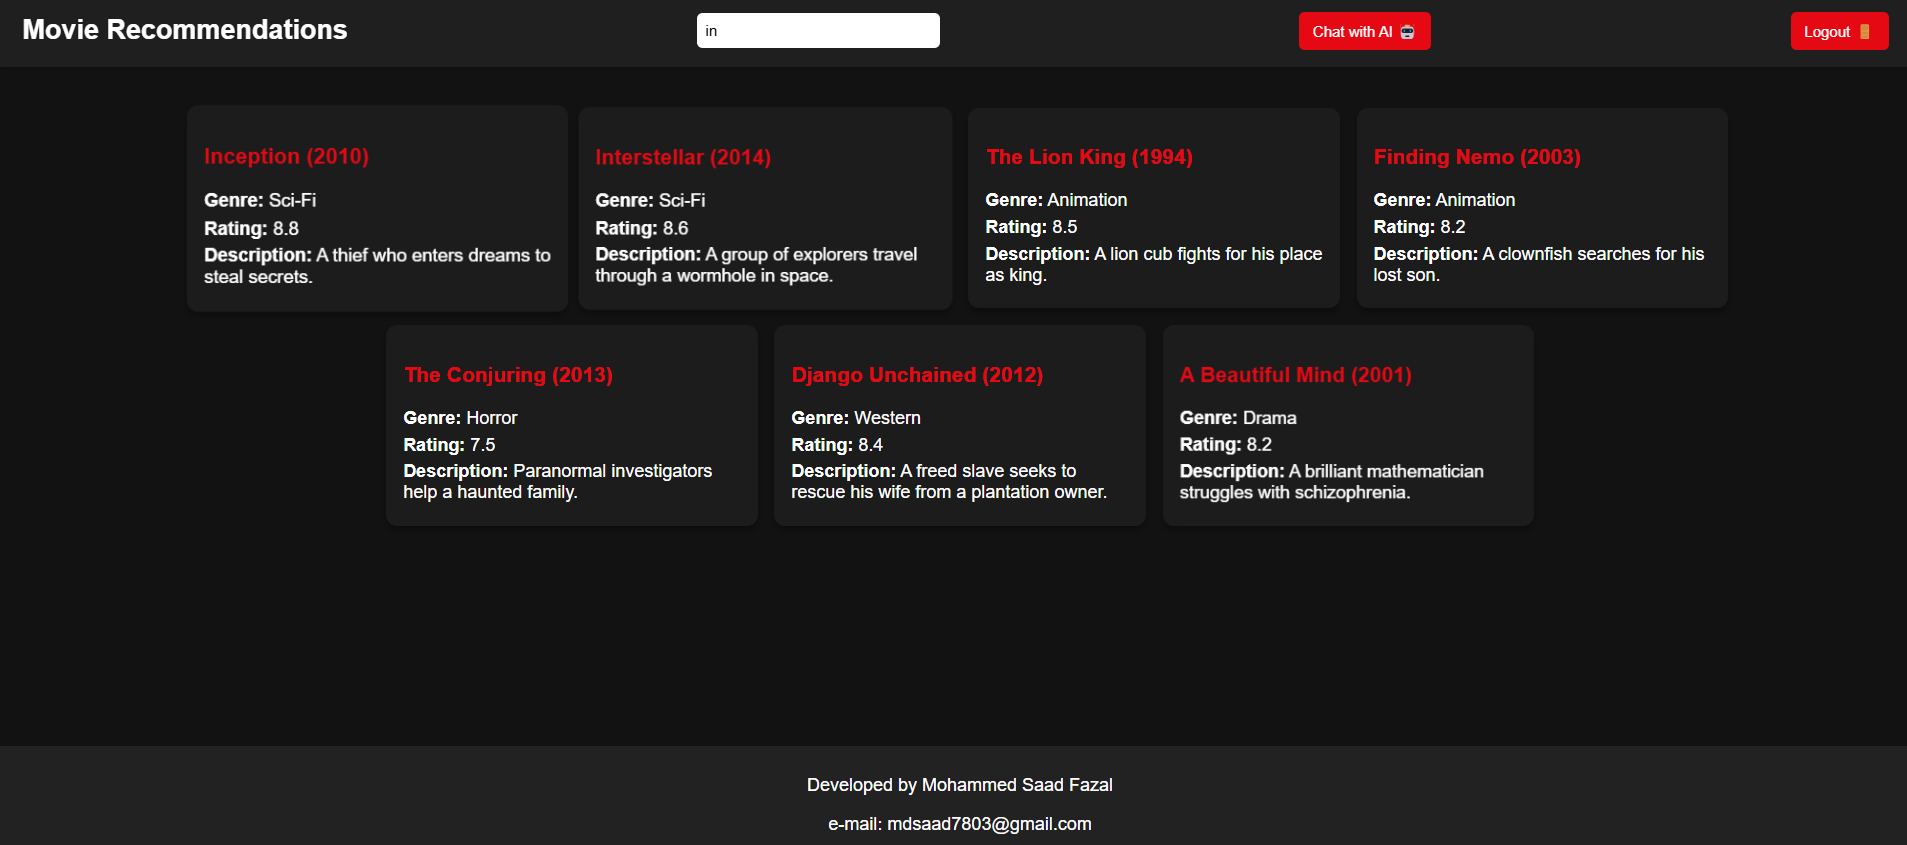 Movie Recommendations
in
Chat with AI
Logout
Inception (2010)
Genre: Sci-Fi
Rating: 8.8
Description: A thief who enters dreams to
steal secrets.
Interstellar (2014)
Genre: Sci-Fi
Rating: 8.6
Description: A group of explorers travel
through a wormhole in space.
The Lion King (1994)
Genre: Animation
Rating: 8.5
Description: A lion cub fights for his place
as king.
Finding Nemo (2003)
Genre: Animation
Rating: 8.2
Description: A clownfish searches for his
lost son.
The Conjuring (2013)
Genre: Horror
Rating: 7.5
Description: Paranormal investigators
help a haunted family.
Django Unchained (2012)
Genre: Western
Rating: 8.4
Description: A freed slave seeks to
rescue his wife from a plantation owner.
A Beautiful Mind (2001)
Genre: Drama
Rating: 8.2
Description: A brilliant mathematician
struggles with schizophrenia.
Developed by Mohammed Saad Fazal
e-mail: mdsaad7803@gmail.com